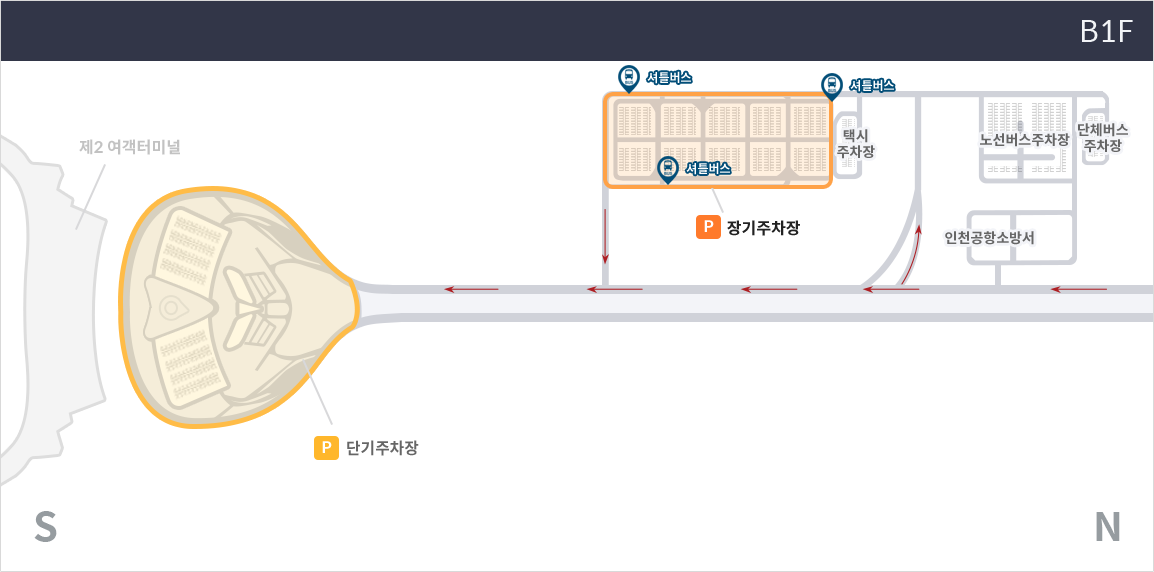 B1F
셔틀버스
셔틀버스
제2 여객터미널
택시
주차장
노선버스주차장
단체버스
주차장
셔틀버스
P 장기주차장
인천공항소방서
P 단기주차장
S
N